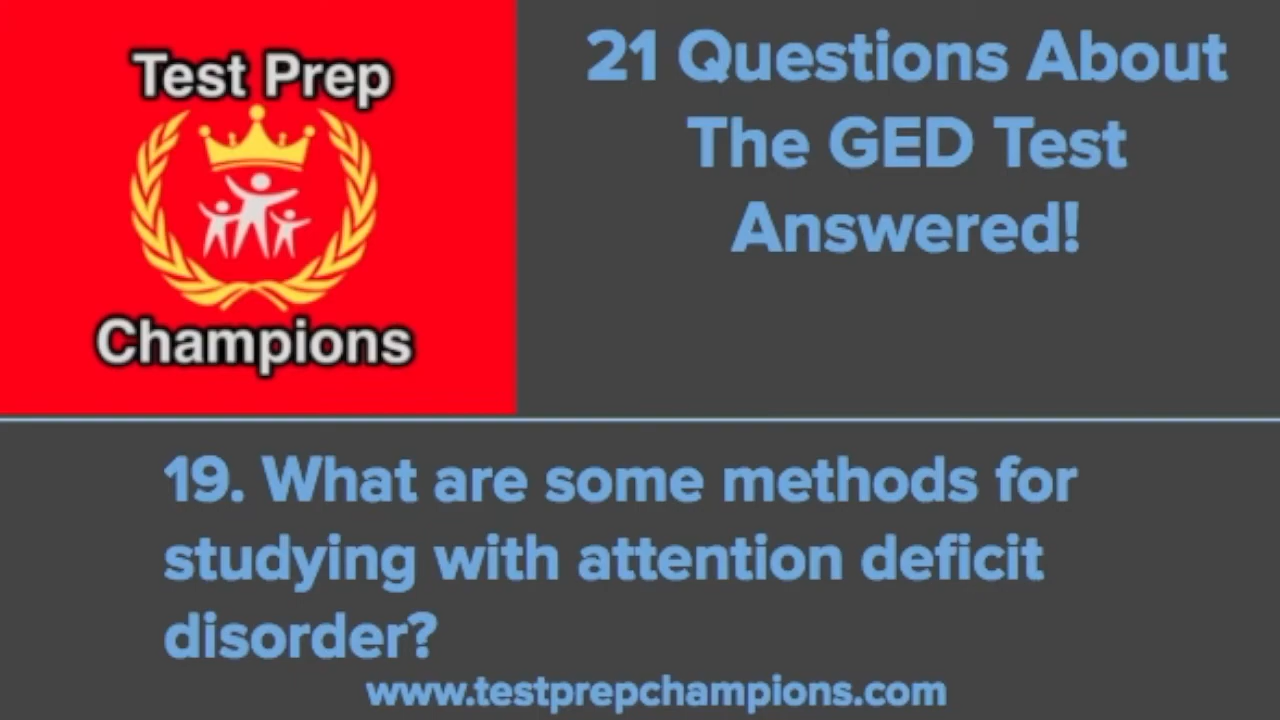 Test Prep
Champions
21 Questions About
The GED Test
Answered!
19. What are some methods for
studying with attention deficit
disorder?
www.testprepchampions.com